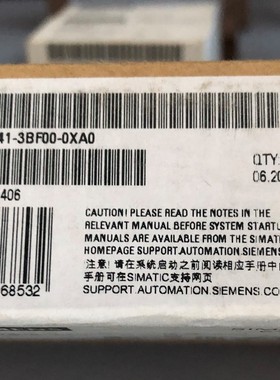 41-3BF00-0XA0
QTY:
06.20
406
CAUTION! PLEASE READ THE NOTES IN THE
RELEVANT MANUAL BEFORE SYSTEM STARTU
MANUALS ARE AVAILABLE FROM THE SIMAT
HOMEPAGE SUPPORT.AUTOMATION.SIEMEN
注意! 请在系统启动之前阅读相应手册中
手册可在SIMATIC支持网页
SUPPORT.AUTOMATION.SIEMENS.CO
68532